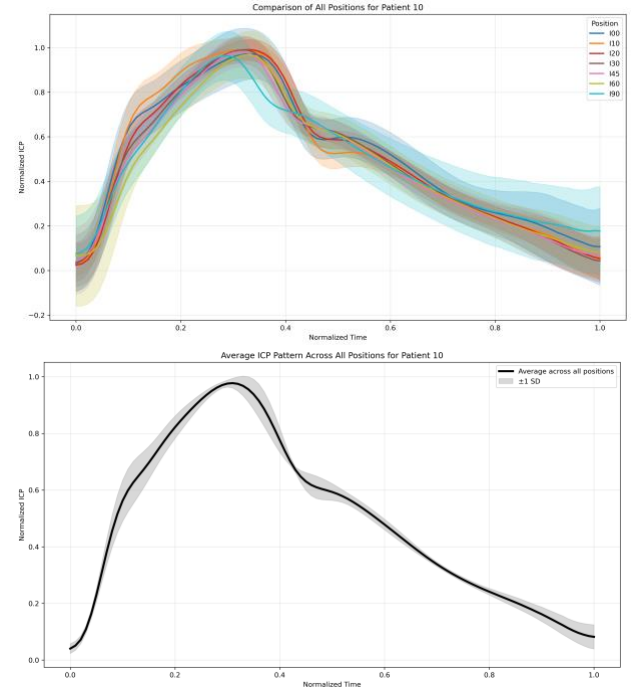 Comparison of All Positions for Patient 10
Position
I00
I10
I20
I30
I45
I60
I90
1.0
0.8
0.6
0.4
0.2
0.0
−0.2
Normalized ICP
0.0 0.2 0.4 0.6 0.8 1.0
Normalized Time
Average ICP Pattern Across All Positions for Patient 10
Average across all positions
±1 SD
1.0
0.8
0.6
0.4
0.2
0.0
Normalized ICP
0.0 0.2 0.4 0.6 0.8 1.0
Normalized Time